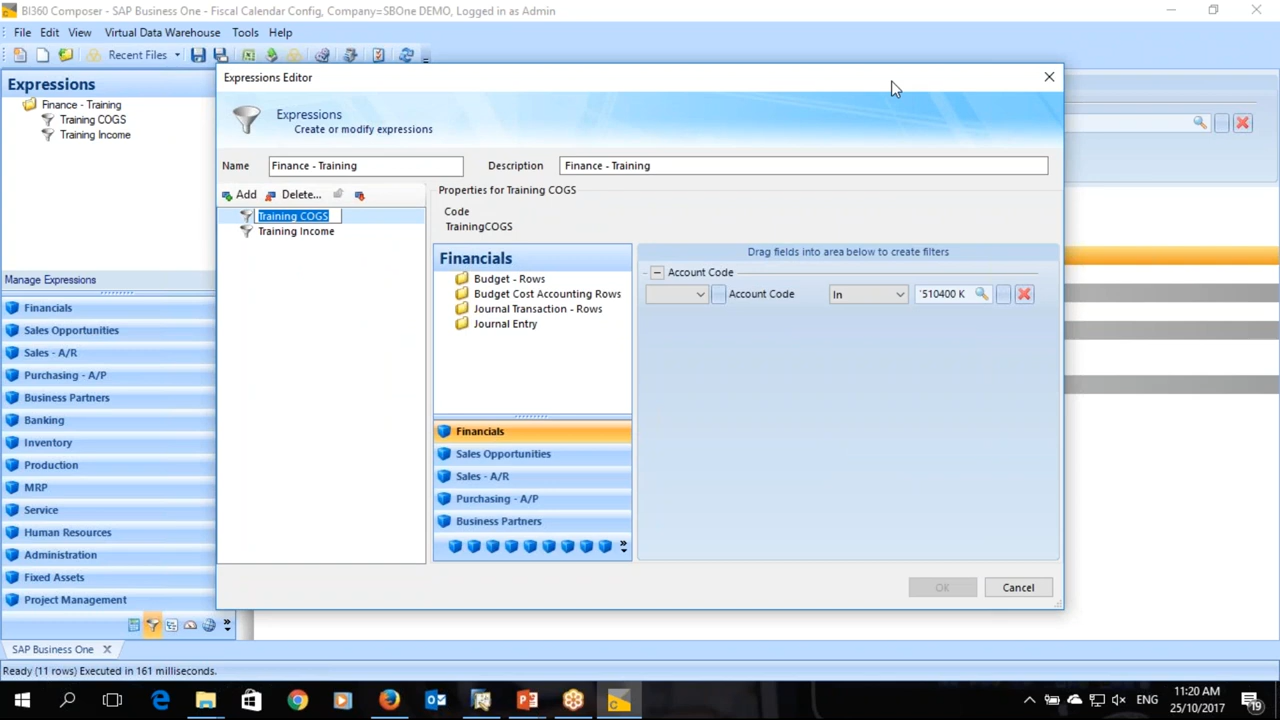 BI360 Composer - SAP Business One - Fiscal Calendar Config, Company=SBOne DEMO, Logged in as Admin
File Edit View Virtual Data Warehouse Tools Help
Recent Files
Expressions
Finance - Training
Training COGS
Training Income
Manage Expressions
Financials
Sales Opportunities
Sales - A/R
Purchasing - A/P
Business Partners
Banking
Inventory
Production
MRP
Service
Human Resources
Administration
Fixed Assets
Project Management
Expressions Editor
Expressions
Create or modify expressions
Name Finance - Training Description Finance - Training
Add Delete...
Training COGS
Training Income
Properties for Training COGS
Code
TrainingCOGS
Financials
Budget - Rows
Budget Cost Accounting Rows
Journal Transaction - Rows
Journal Entry
Financials
Sales Opportunities
Sales - A/R
Purchasing - A/P
Business Partners
Drag fields into area below to create filters
Account Code
Account Code In '510400 K
OK Cancel
SAP Business One
Ready (11 rows) Executed in 161 milliseconds.
ENG
11:20 AM
25/10/2017
19